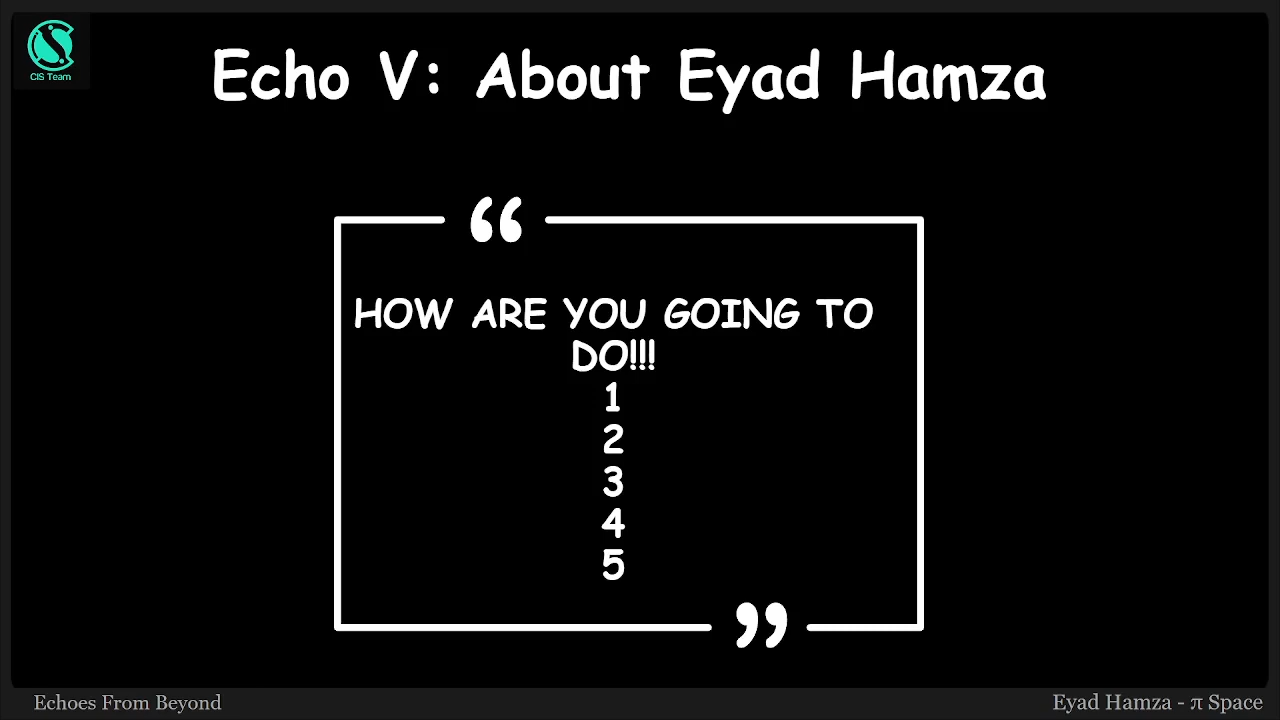 CIS Team
Echo V: About Eyad Hamza
“
HOW ARE YOU GOING TO
DO!!!
1
2
3
4
5
”
Echoes From Beyond
Eyad Hamza - π Space